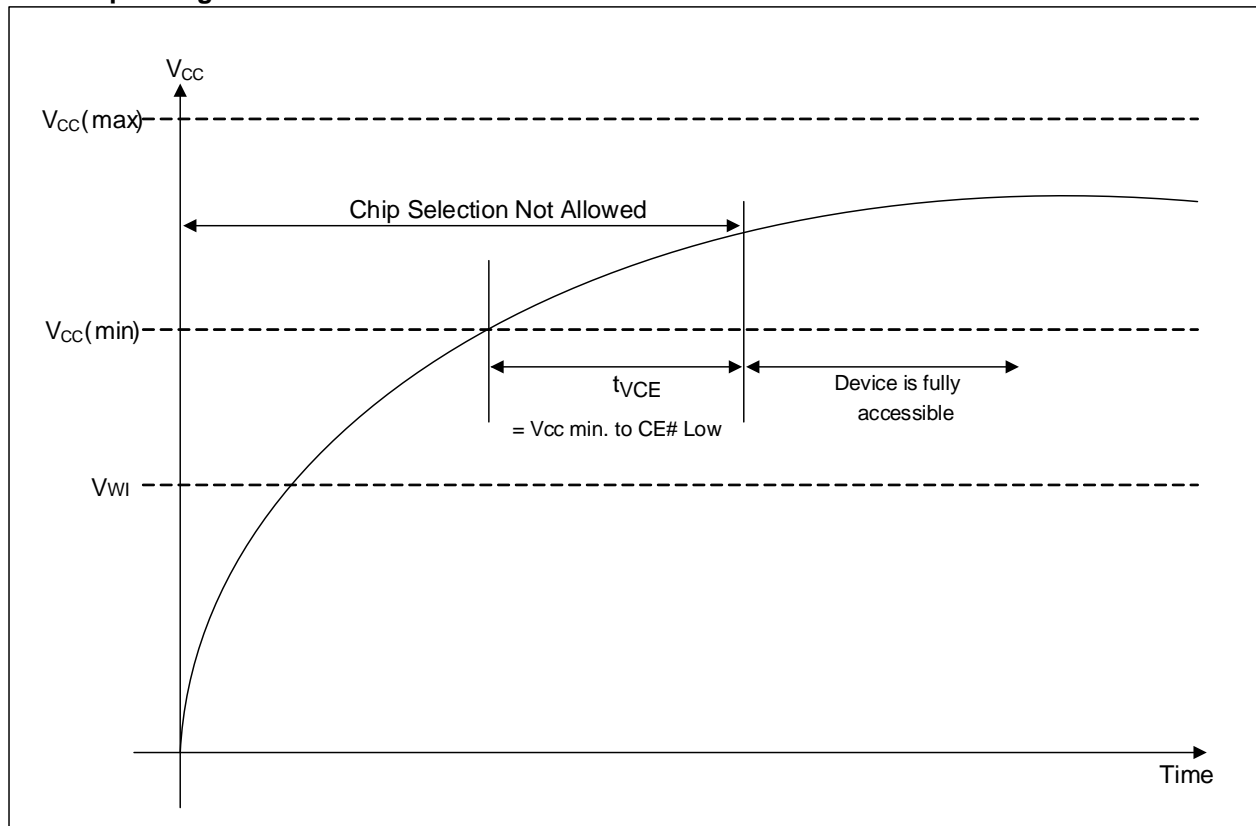 VCC
VCC(max)
Chip Selection Not Allowed
VCC(min)
tVCE
= Vcc min. to CE# Low
Device is fully
accessible
VWI
Time